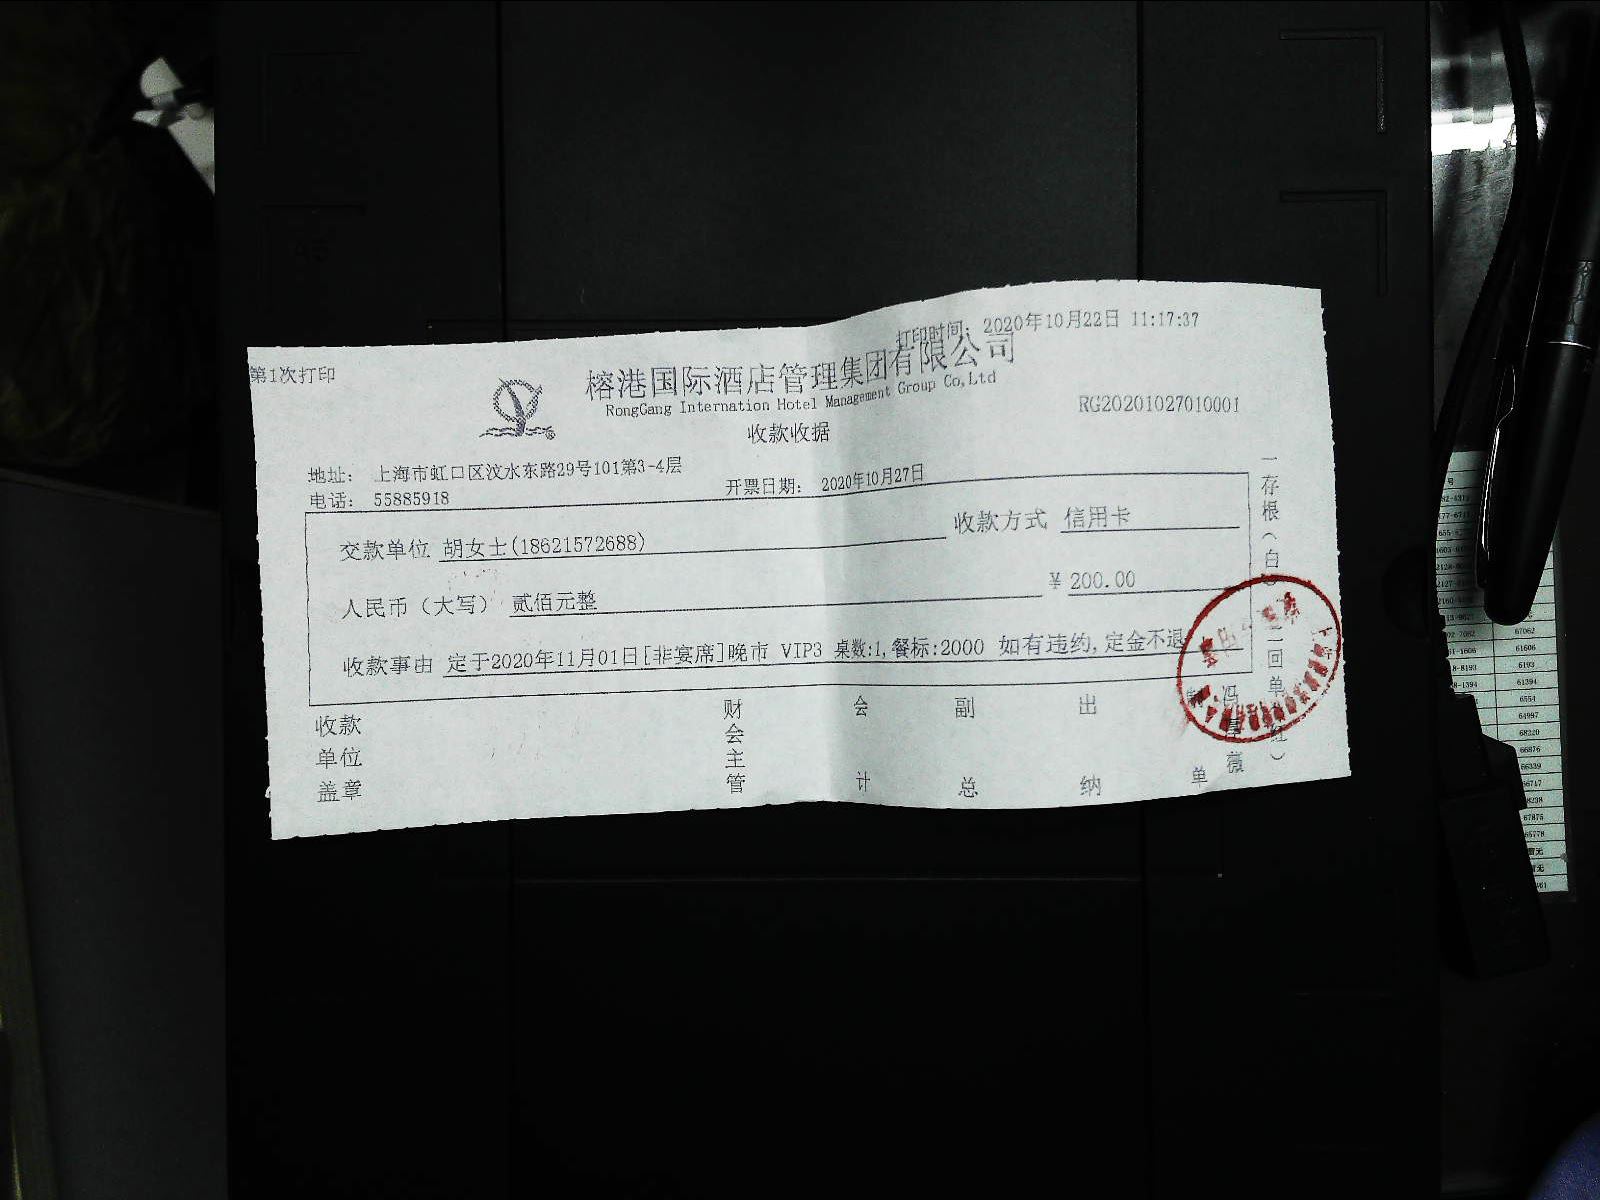 打印时间: 2020年10月22日 11:17:37
第1次打印
榕港国际酒店管理集团有限公司
RongGang Internation Hotel Management Group Co,Ltd
RG20201027010001
收款收据
地址: 上海市虹口区汶水东路29号101第3-4层
电话: 55885918
开票日期: 2020年10月27日
交款单位 胡女士(18621572688)
收款方式 信用卡
人民币（大写） 贰佰元整
¥ 200.00
收款事由 定于2020年11月01日[非宴席]晚市 VIP3 桌数:1,餐标:2000 如有违约,定金不退
收款单位盖章
财会主管
会计
副总
出纳
单
一存根(白)
二回单